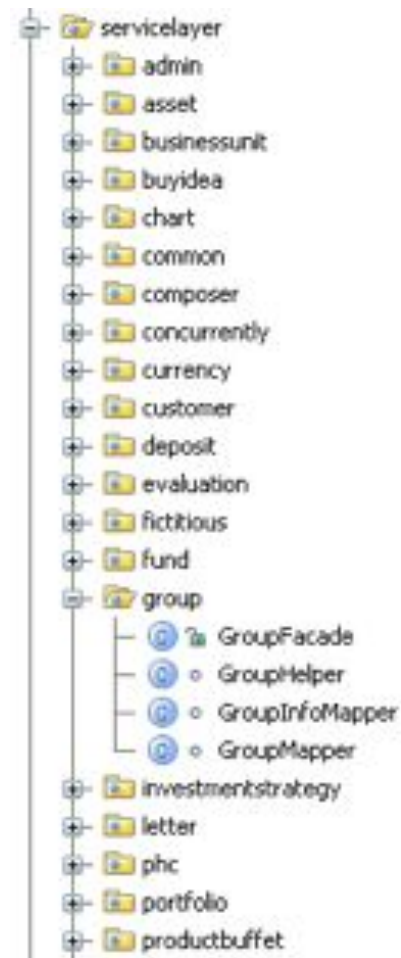 servicelayer
admin
asset
businessunit
buyidea
chart
common
composer
concurrently
currency
customer
deposit
evaluation
fictitious
fund
group
GroupFacade
GroupHelper
GroupInfoMapper
GroupMapper
investmentstrategy
letter
phc
portfolio
productbuffet